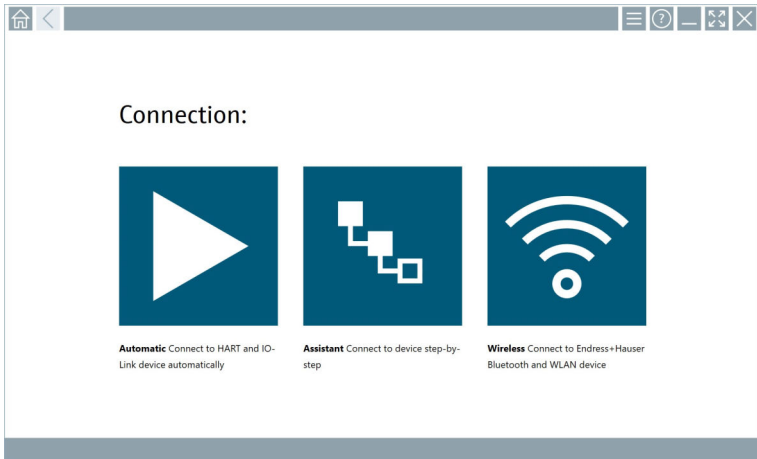 Connection:
Automatic Connect to HART and IO-
Link device automatically
Assistant Connect to device step-by-
step
Wireless Connect to Endress+Hauser
Bluetooth and WLAN device